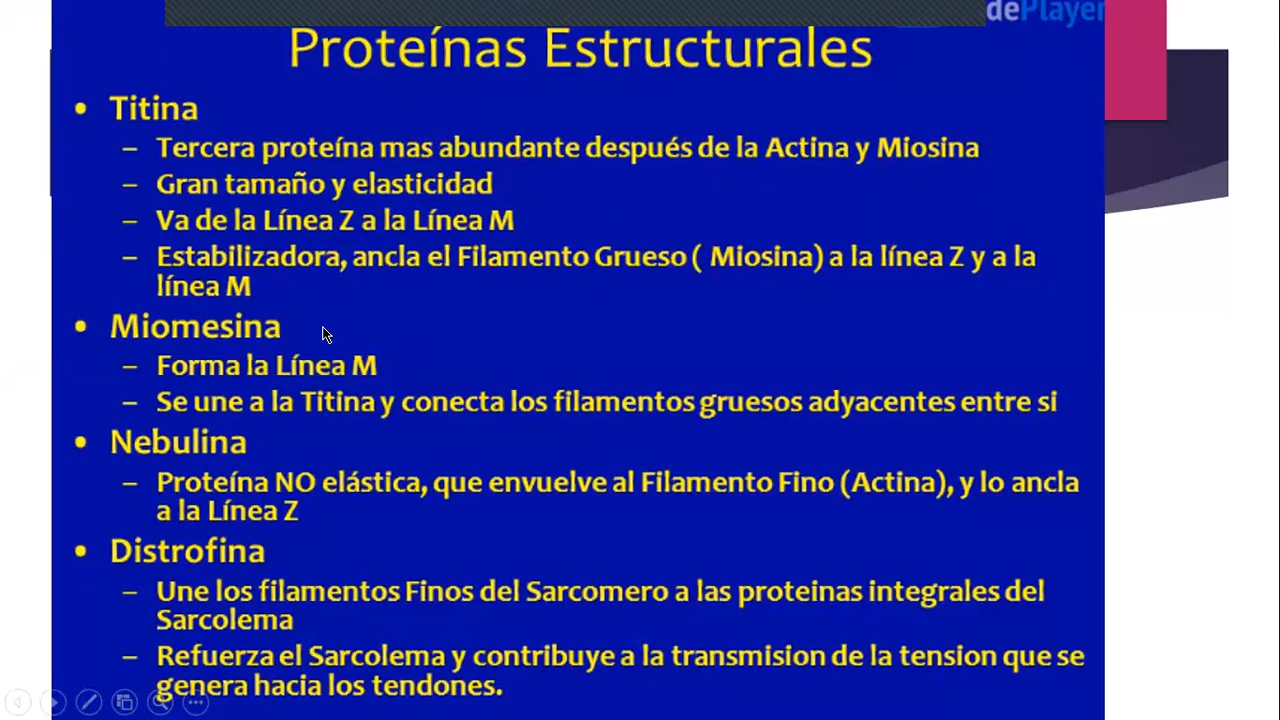 dePlayer
Proteínas Estructurales
• Titina
– Tercera proteína mas abundante después de la Actina y Miosina
– Gran tamaño y elasticidad
– Va de la Línea Z a la Línea M
– Estabilizadora, ancla el Filamento Grueso ( Miosina) a la línea Z y a la
línea M
• Miomesina
– Forma la Línea M
– Se une a la Titina y conecta los filamentos gruesos adyacentes entre si
• Nebulina
– Proteína NO elástica, que envuelve al Filamento Fino (Actina), y lo ancla
a la Línea Z
• Distrofina
– Une los filamentos Finos del Sarcomero a las proteinas integrales del
Sarcolema
– Refuerza el Sarcolema y contribuye a la transmision de la tension que se
genera hacia los tendones.